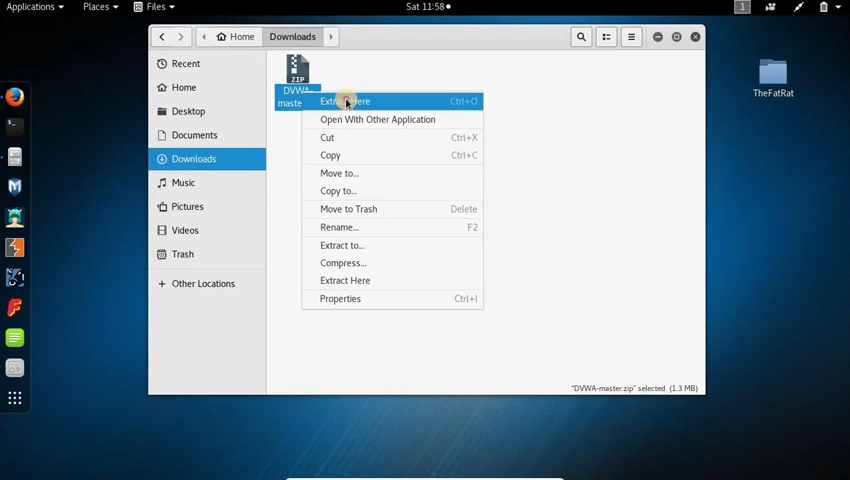 Applications Places Files Sat 11:58 1
Home Downloads
Recent
Home
Desktop
Documents
Downloads
Music
Pictures
Videos
Trash
Other Locations
ZIP
DVWA-
master
Extract Here Ctrl+O
Open With Other Application
Cut Ctrl+X
Copy Ctrl+C
Move to...
Copy to...
Move to Trash Delete
Rename... F2
Extract to...
Compress...
Extract Here
Properties Ctrl+I
"DVWA-master.zip" selected (1.3 MB)
TheFatRat